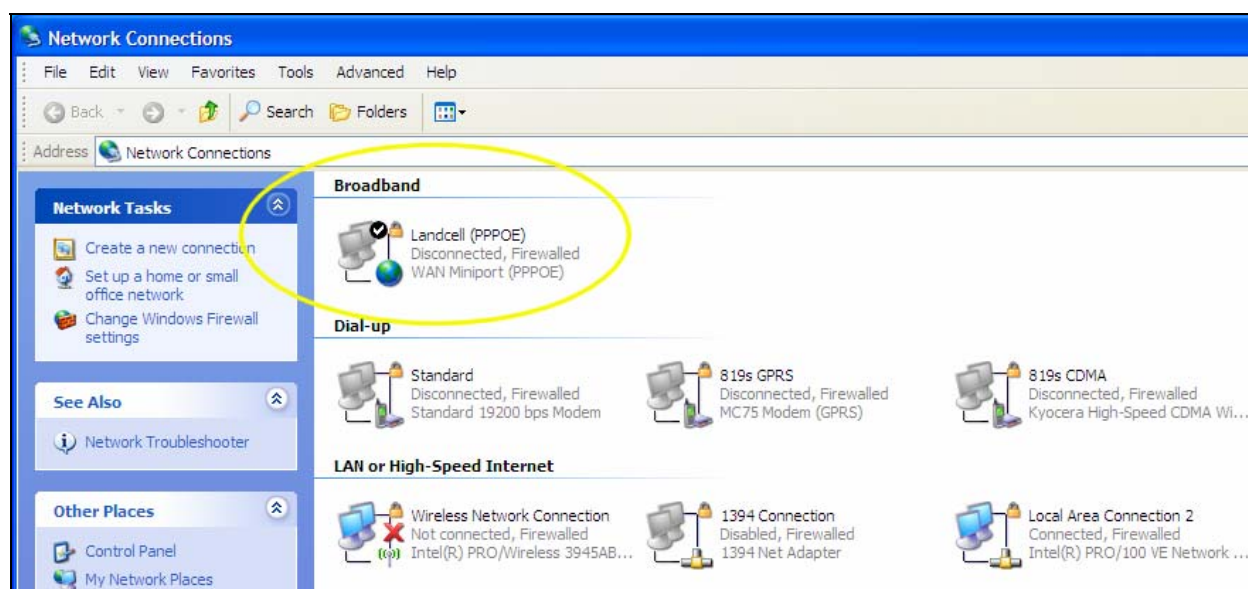 Network Connections
File Edit View Favorites Tools Advanced Help
Back Search Folders
Address Network Connections
Network Tasks
Create a new connection
Set up a home or small
office network
Change Windows Firewall
settings
See Also
Network Troubleshooter
Other Places
Control Panel
My Network Places
Broadband
Landcell (PPPOE)
Disconnected, Firewalled
WAN Miniport (PPPOE)
Dial-up
Standard
Disconnected, Firewalled
Standard 19200 bps Modem
819s GPRS
Disconnected, Firewalled
MC75 Modem (GPRS)
819s CDMA
Disconnected, Firewalled
Kyocera High-Speed CDMA Wi...
LAN or High-Speed Internet
Wireless Network Connection
Not connected, Firewalled
Intel(R) PRO/Wireless 3945AB...
1394 Connection
Disabled, Firewalled
1394 Net Adapter
Local Area Connection 2
Connected, Firewalled
Intel(R) PRO/100 VE Network ...